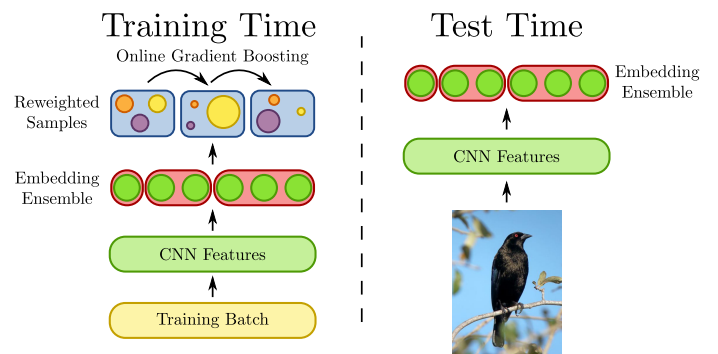 Training Time
Online Gradient Boosting
Reweighted
Samples
Embedding
Ensemble
CNN Features
Training Batch
Test Time
Embedding
Ensemble
CNN Features